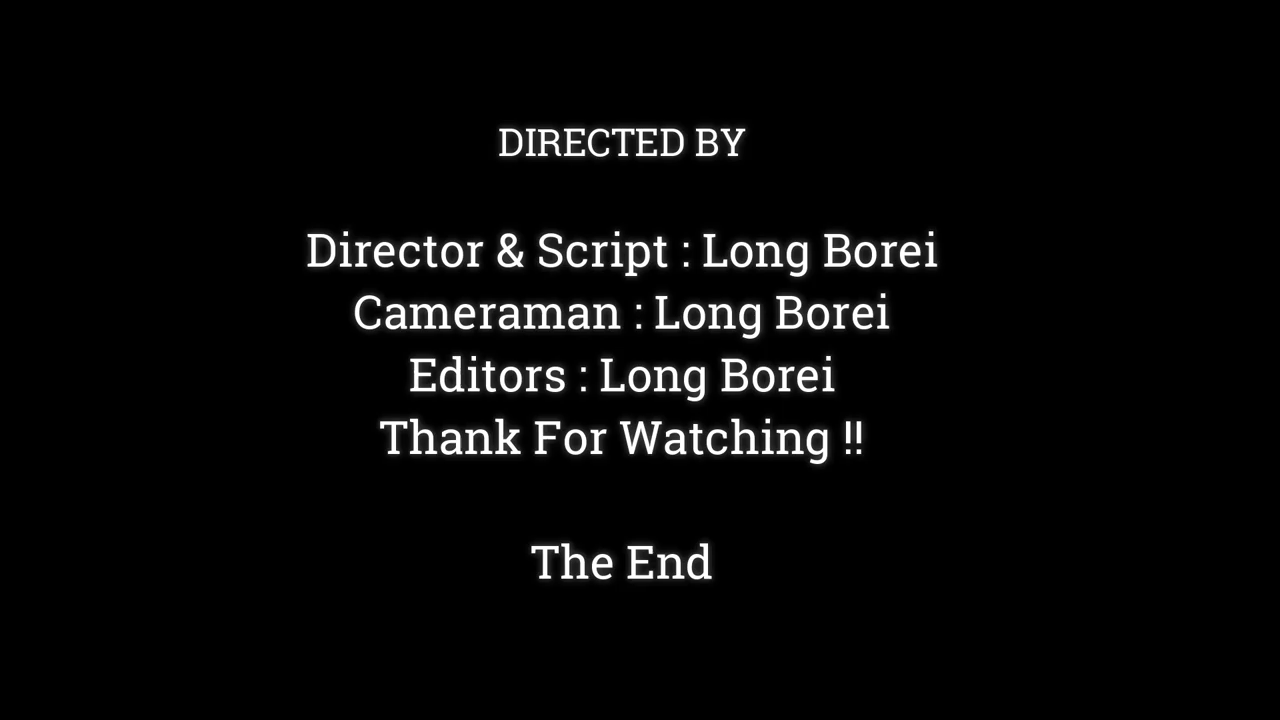 DIRECTED BY
Director & Script : Long Borei
Cameraman : Long Borei
Editors : Long Borei
Thank For Watching !!
The End